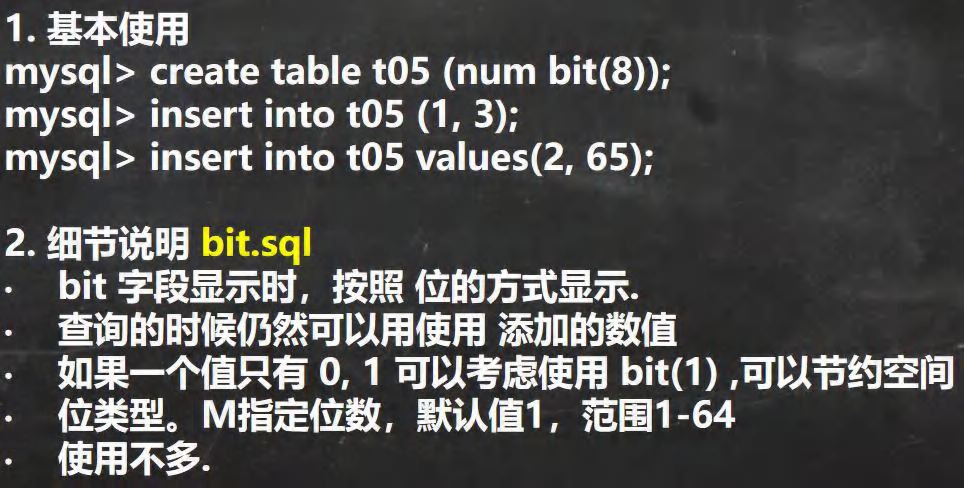 1. 基本使用
mysql> create table t05 (num bit(8));
mysql> insert into t05 (1, 3);
mysql> insert into t05 values(2, 65);
2. 细节说明 bit.sql
• bit 字段显示时，按照 位的方式显示.
• 查询的时候仍然可以用使用 添加的数值
• 如果一个值只有 0, 1 可以考虑使用 bit(1) ,可以节约空间
• 位类型。M指定位数，默认值1，范围1-64
• 使用不多.